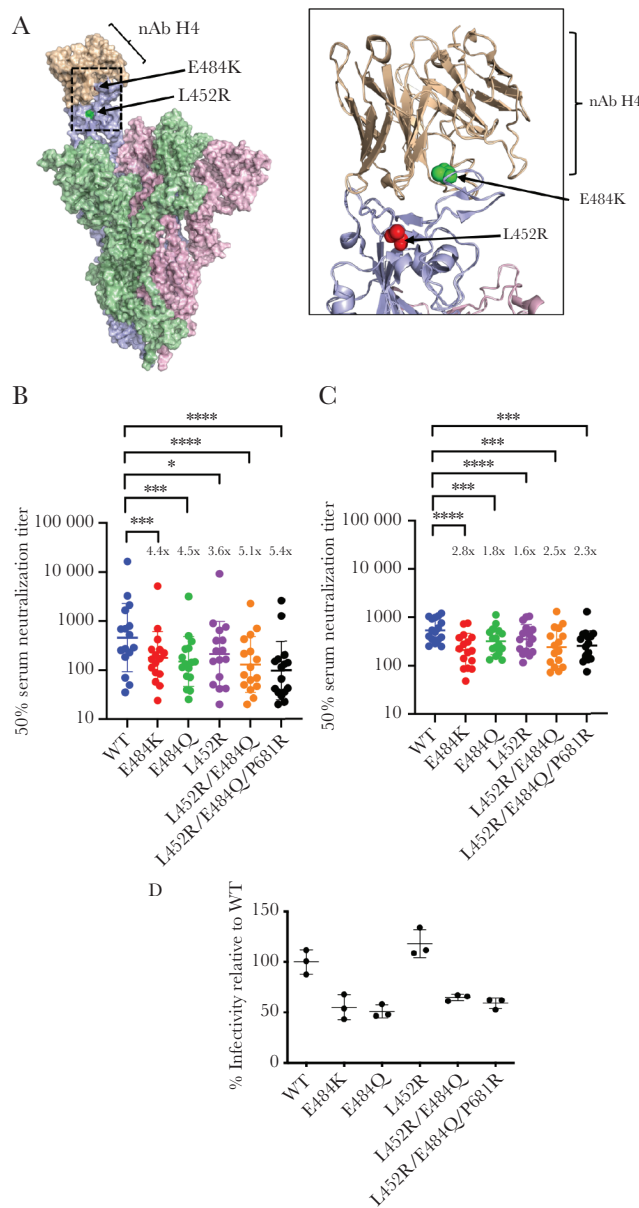 A
nAb H4
E484K
L452R
nAb H4
E484K
L452R
B
****
****
*
***
***
50% serum neutralization titer
100 000
10 000
1000
100
10
4.4x 4.5x 3.6x 5.1x 5.4x
WT
E484K
E484Q
L452R
L452R/E484Q
L452R/E484Q/P681R
C
***
***
****
***
****
50% serum neutralization titer
100 000
10 000
1000
100
10
2.8x 1.8x 1.6x 2.5x 2.3x
WT
E484K
E484Q
L452R
L452R/E484Q
L452R/E484Q/P681R
D
% Infectivity relative to WT
150
100
50
0
WT
E484K
E484Q
L452R
L452R/E484Q
L452R/E484Q/P681R